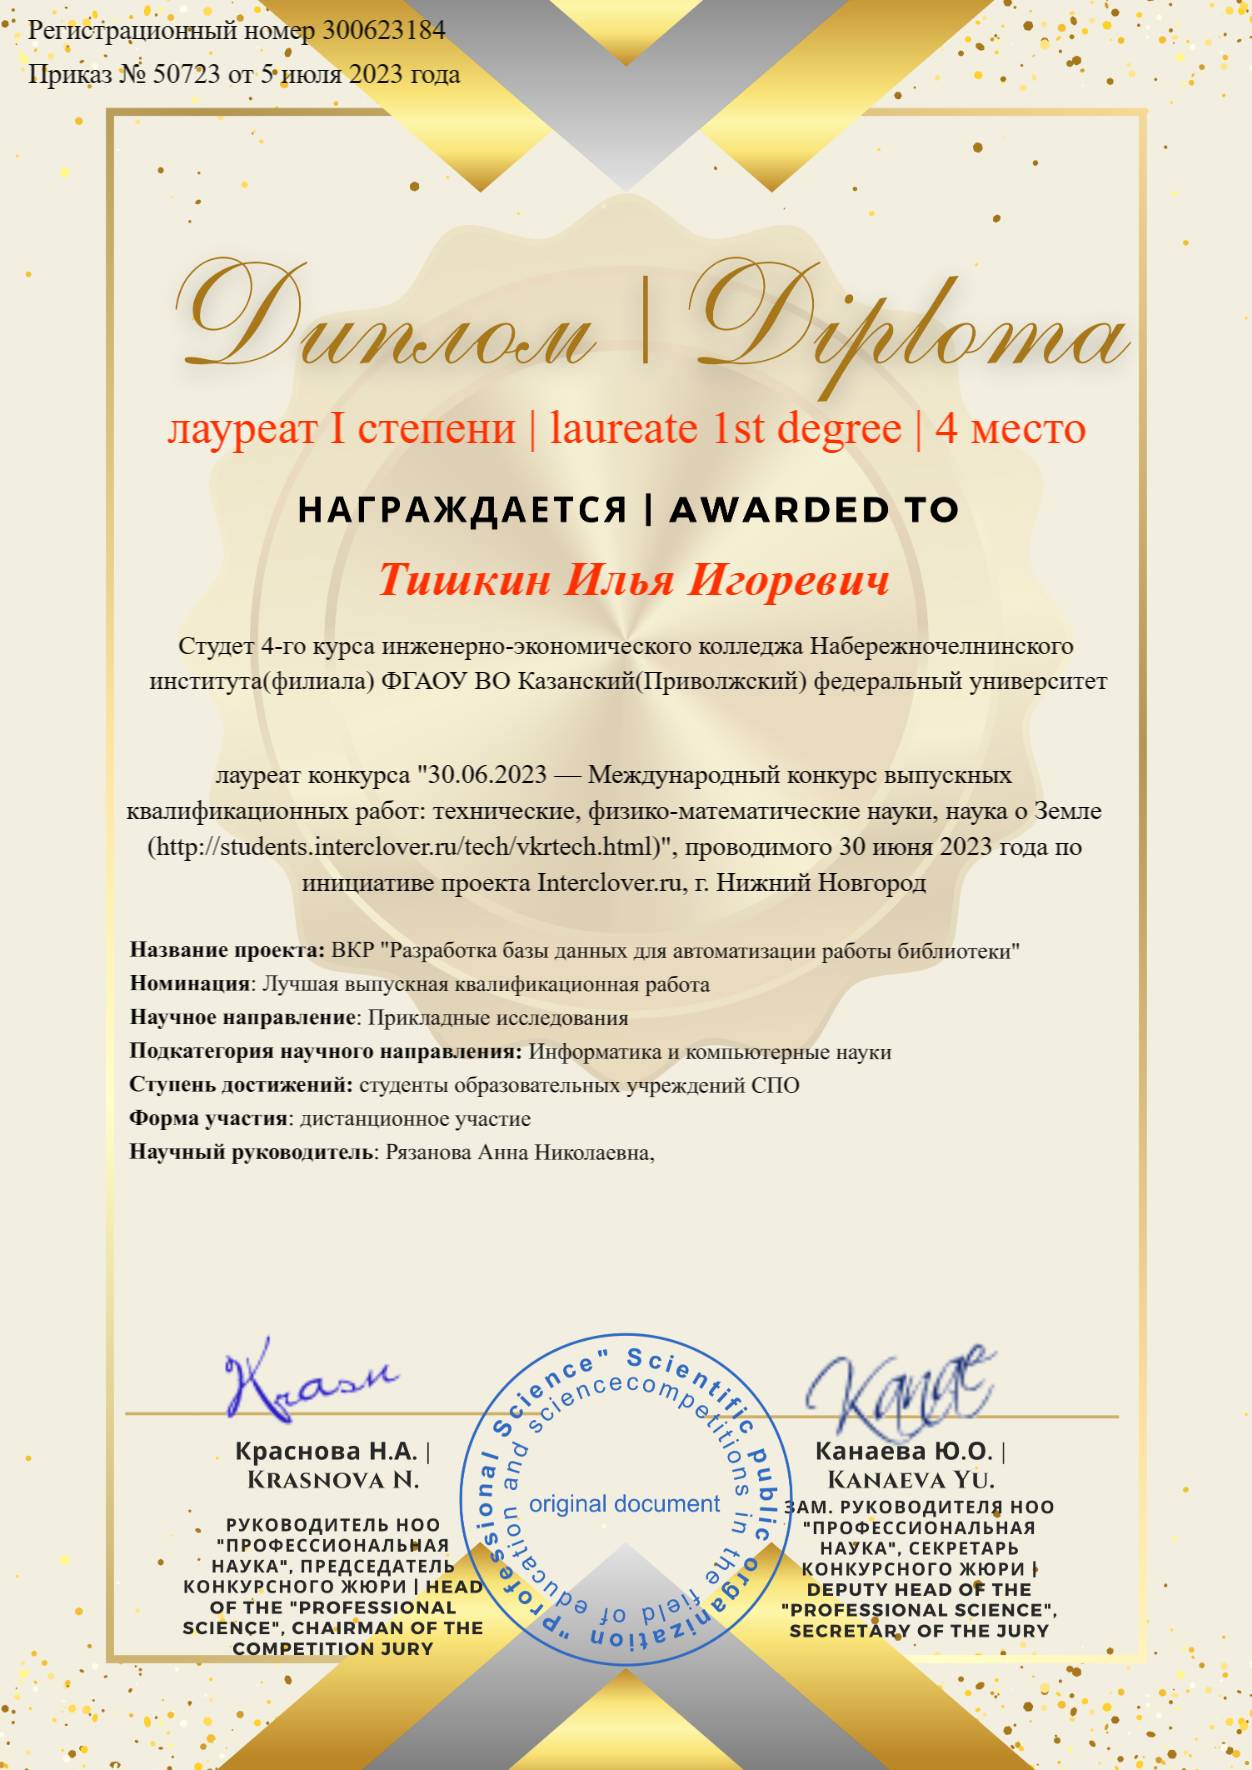 Регистрационный номер 300623184
Приказ № 50723 от 5 июля 2023 года
Диплом | Diploma
лауреат I степени | laureate 1st degree | 4 место
НАГРАЖДАЕТСЯ | AWARDED TO
Тишкин Илья Игоревич
Студет 4-го курса инженерно-экономического колледжа Набережночелнинского
института(филиала) ФГАОУ ВО Казанский(Приволжский) федеральный университет
лауреат конкурса "30.06.2023 — Международный конкурс выпускных
квалификационных работ: технические, физико-математические науки, наука о Земле
(http://students.interclover.ru/tech/vkrtech.html)", проводимого 30 июня 2023 года по
инициативе проекта Interclover.ru, г. Нижний Новгород
Название проекта: ВКР "Разработка базы данных для автоматизации работы библиотеки"
Номинация: Лучшая выпускная квалификационная работа
Научное направление: Прикладные исследования
Подкатегория научного направления: Информатика и компьютерные науки
Ступень достижений: студенты образовательных учреждений СПО
Форма участия: дистанционное участие
Научный руководитель: Рязанова Анна Николаевна,
Krasn
Краснова Н.А. |
KRASNOVA N.
РУКОВОДИТЕЛЬ НОО
"ПРОФЕССИОНАЛЬНАЯ
НАУКА", ПРЕДСЕДАТЕЛЬ
КОНКУРСНОГО ЖЮРИ | HEAD
OF THE "PROFESSIONAL
SCIENCE", CHAIRMAN OF THE
COMPETITION JURY
"Professional Science" Scientific public organization
education and sciencecompetitions in the field of
original document
Kanae
Канаева Ю.О. |
KANAEVA YU.
ЗАМ. РУКОВОДИТЕЛЯ НОО
"ПРОФЕССИОНАЛЬНАЯ
НАУКА", СЕКРЕТАРЬ
КОНКУРСНОГО ЖЮРИ |
DEPUTY HEAD OF THE
"PROFESSIONAL SCIENCE",
SECRETARY OF THE JURY